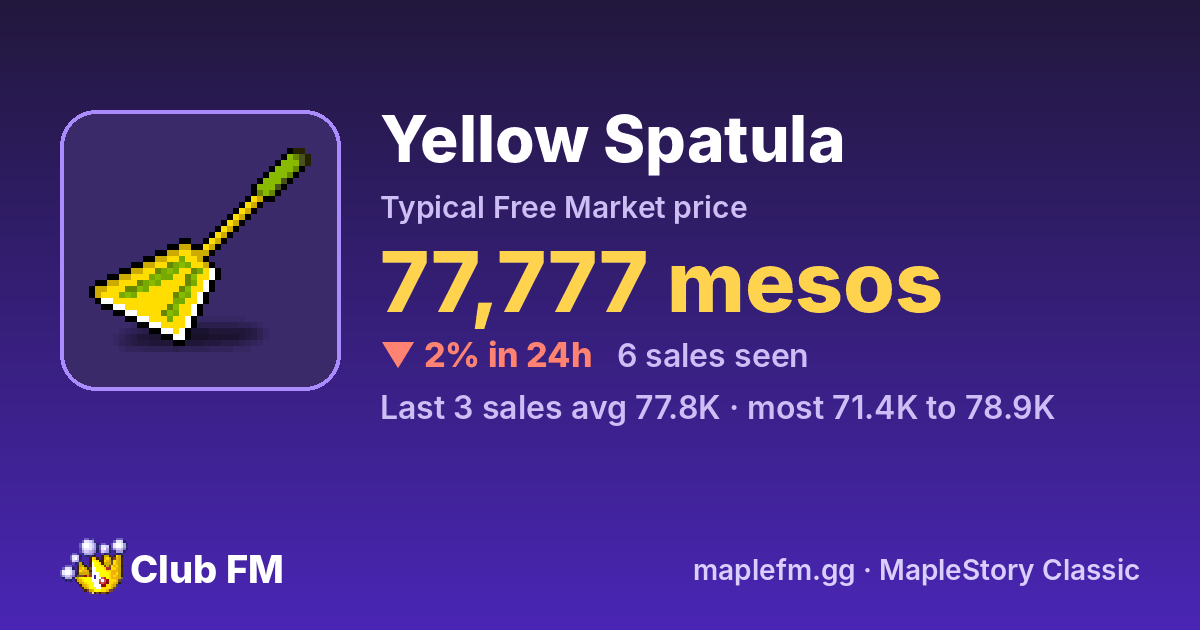 Yellow Spatula
Typical Free Market price
77,777 mesos
▼ 2% in 24h 6 sales seen
Last 3 sales avg 77.8K · most 71.4K to 78.9K
Club FM
maplefm.gg · MapleStory Classic